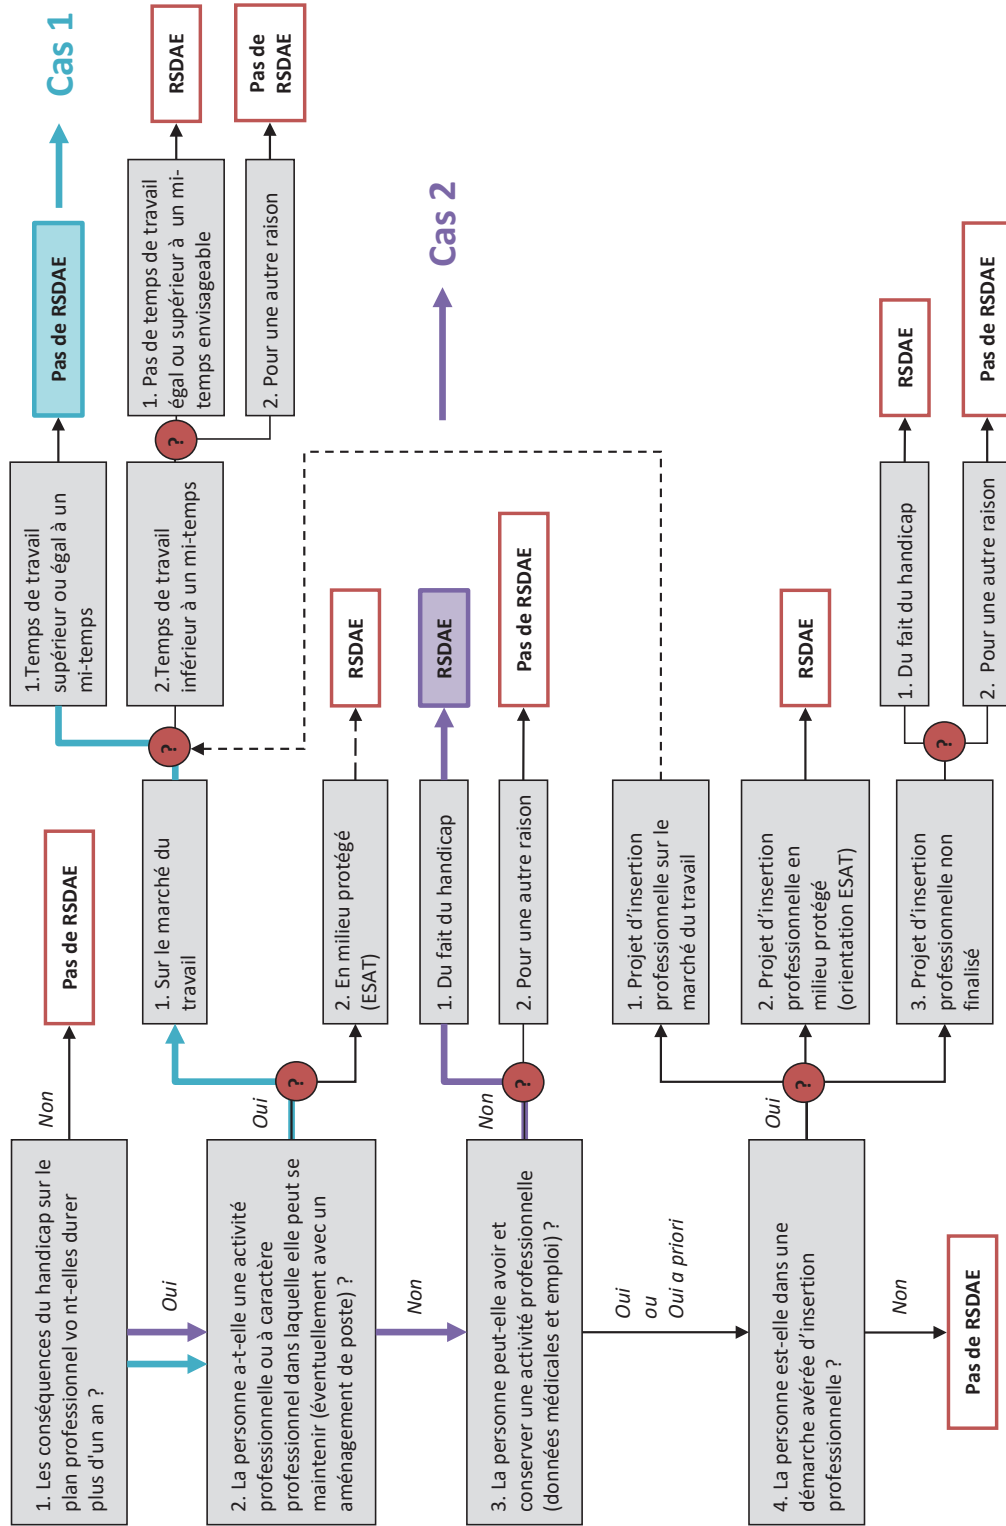 1. Les conséquences du handicap sur le
plan professionnel vo nt-elles durer
plus d'un an ?
Non
Pas de RSDAE
Oui
2. La personne a-t-elle une activité
professionnelle ou à caractère
professionnel dans laquelle elle peut se
maintenir (éventuellement avec un
aménagement de poste) ?
Oui
?
1. Sur le marché du
travail
?
1.Temps de travail
supérieur ou égal à un
mi-temps
Pas de RSDAE
Cas 1
2.Temps de travail
inférieur à un mi-temps
?
1. Pas de temps de travail
égal ou supérieur à un mi-
temps envisageable
RSDAE
2. Pour une autre raison
Pas de
RSDAE
2. En milieu protégé
(ESAT)
RSDAE
Non
3. La personne peut-elle avoir et
conserver une activité professionnelle
(données médicales et emploi) ?
Non
?
1. Du fait du handicap
RSDAE
Cas 2
2. Pour une autre raison
Pas de RSDAE
Oui
ou
Oui a priori
4. La personne est-elle dans une
démarche avérée d'insertion
professionnelle ?
Oui
?
1. Projet d'insertion
professionnelle sur le
marché du travail
2. Projet d'insertion
professionnelle en
milieu protégé
(orientation ESAT)
RSDAE
3. Projet d'insertion
professionnelle non
finalisé
?
1. Du fait du handicap
RSDAE
2. Pour une autre raison
Pas de RSDAE
Non
Pas de RSDAE